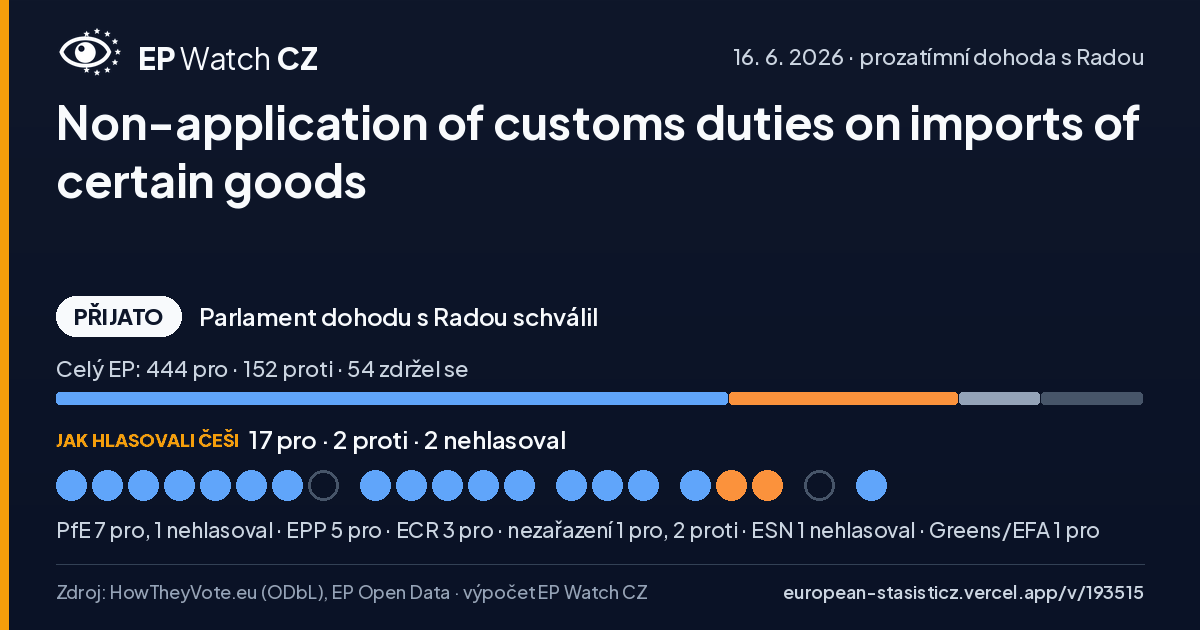 EP Watch CZ
16. 6. 2026 · prozatímní dohoda s Radou
Non-application of customs duties on imports of
certain goods
PŘIJATO
Parlament dohodu s Radou schválil
Celý EP: 444 pro · 152 proti · 54 zdržel se
JAK HLASOVALI ČEŠI 17 pro · 2 proti · 2 nehlasoval
PfE 7 pro, 1 nehlasoval · EPP 5 pro · ECR 3 pro · nezařazení 1 pro, 2 proti · ESN 1 nehlasoval · Greens/EFA 1 pro
Zdroj: HowTheyVote.eu (ODbL), EP Open Data · výpočet EP Watch CZ
european-stasisticz.vercel.app/v/193515